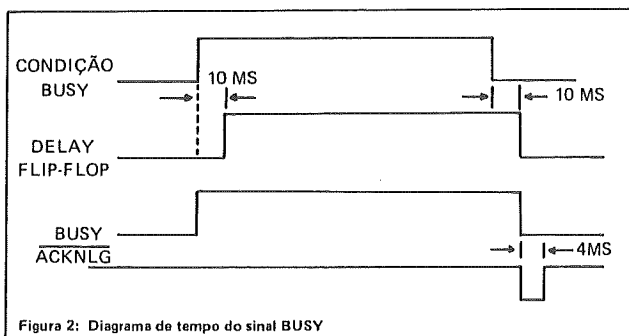 CONDIÇÃO
BUSY
10 MS
10 MS
DELAY
FLIP-FLOP
BUSY
ACKNLG
4MS
Figura 2: Diagrama de tempo do sinal BUSY